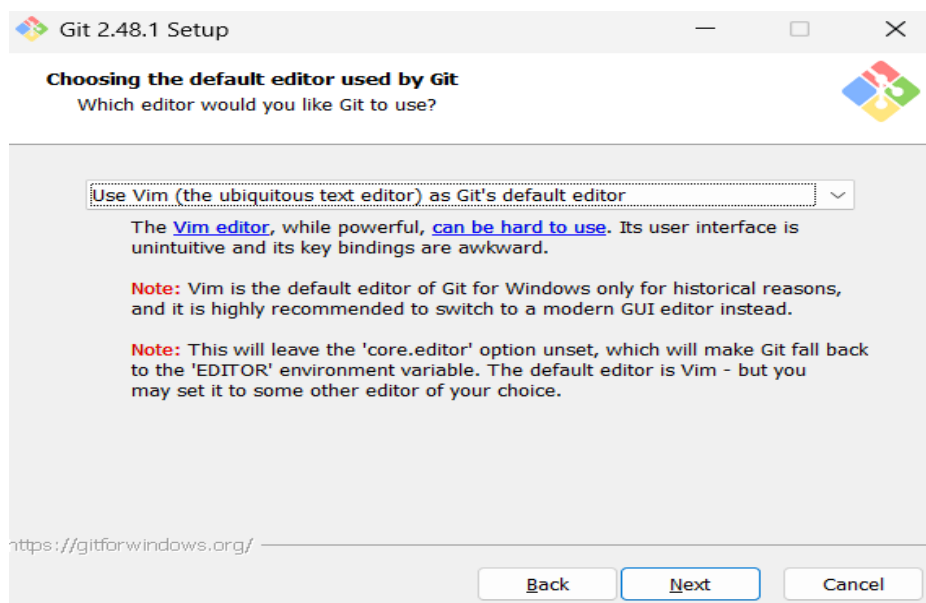 Git 2.48.1 Setup
Choosing the default editor used by Git
Which editor would you like Git to use?
Use Vim (the ubiquitous text editor) as Git's default editor
The Vim editor, while powerful, can be hard to use. Its user interface is
unintuitive and its key bindings are awkward.
Note: Vim is the default editor of Git for Windows only for historical reasons,
and it is highly recommended to switch to a modern GUI editor instead.
Note: This will leave the 'core.editor' option unset, which will make Git fall back
to the 'EDITOR' environment variable. The default editor is Vim - but you
may set it to some other editor of your choice.
https://gitforwindows.org/
Back Next Cancel